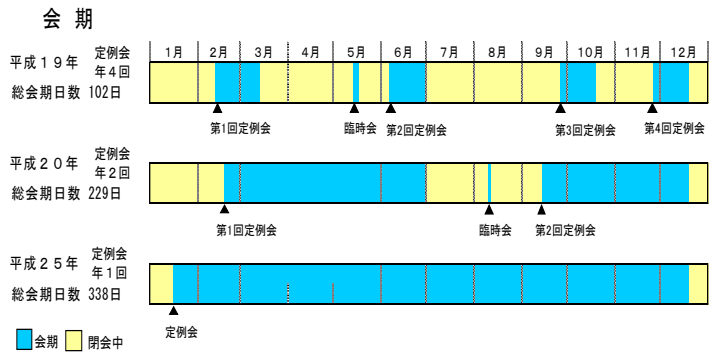 会　期
1月 2月 3月 4月 5月 6月 7月 8月 9月 10月 11月 12月
平成１９年 定例会 年４回
総会期日数 102日
第1回定例会 臨時会 第2回定例会 第3回定例会 第4回定例会
平成２０年 定例会 年２回
総会期日数 229日
第1回定例会 臨時会 第2回定例会
平成２５年 定例会 年１回
総会期日数 338日
定例会
会期 閉会中